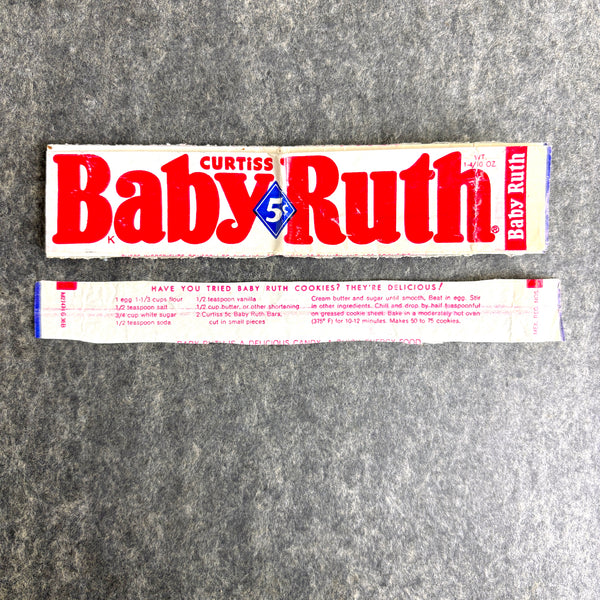 CURTiSS
Baby Ruth
5¢
WT.
1-4/10 OZ.
Baby Ruth
K
®
HAVE YOU TRIED BABY RUTH COOKIES? THEY'RE DELICIOUS!
1 egg 1-1/3 cups flour
1/2 teaspoon salt
3/4 cup white sugar
1/2 teaspoon soda
1/2 teaspoon vanilla
1/2 cup butter, or other shortening
2 Curtiss 5c Baby Ruth Bars,
cut in small pieces
Cream butter and sugar until smooth. Beat in egg. Stir
in other ingredients. Chill and drop by half teaspoonful
on greased cookie sheet. Bake in a moderately hot oven
(375° F) for 10-12 minutes. Makes 50 to 75 cookies.